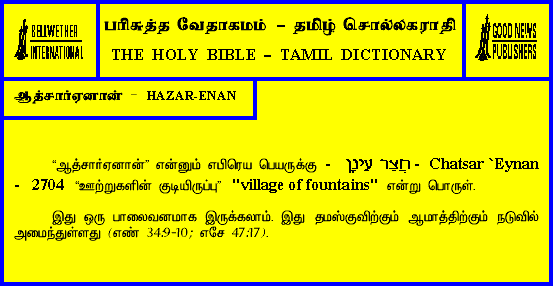 BELLWETHER
INTERNATIONAL
பரிசுத்த வேதாகமம் – தமிழ் சொல்லகராதி
THE HOLY BIBLE – TAMIL DICTIONARY
GOOD NEWS
PUBLISHERS
ஆத்சார்ஏனான் – HAZAR-ENAN
“ஆத்சார்ஏனான்” என்னும் எபிரெய பெயருக்கு - חֲצַר עֵינָן - Chatsar `Eynan
- 2704 “ஊற்றுகளின் குடியிருப்பு” "village of fountains" என்று பொருள்.
இது ஒரு பாலைவனமாக இருக்கலாம். இது தமஸ்குவிற்கும் ஆமாத்திற்கும் நடுவில்
அமைந்துள்ளது (எண் 34:9-10; எசே 47:17).